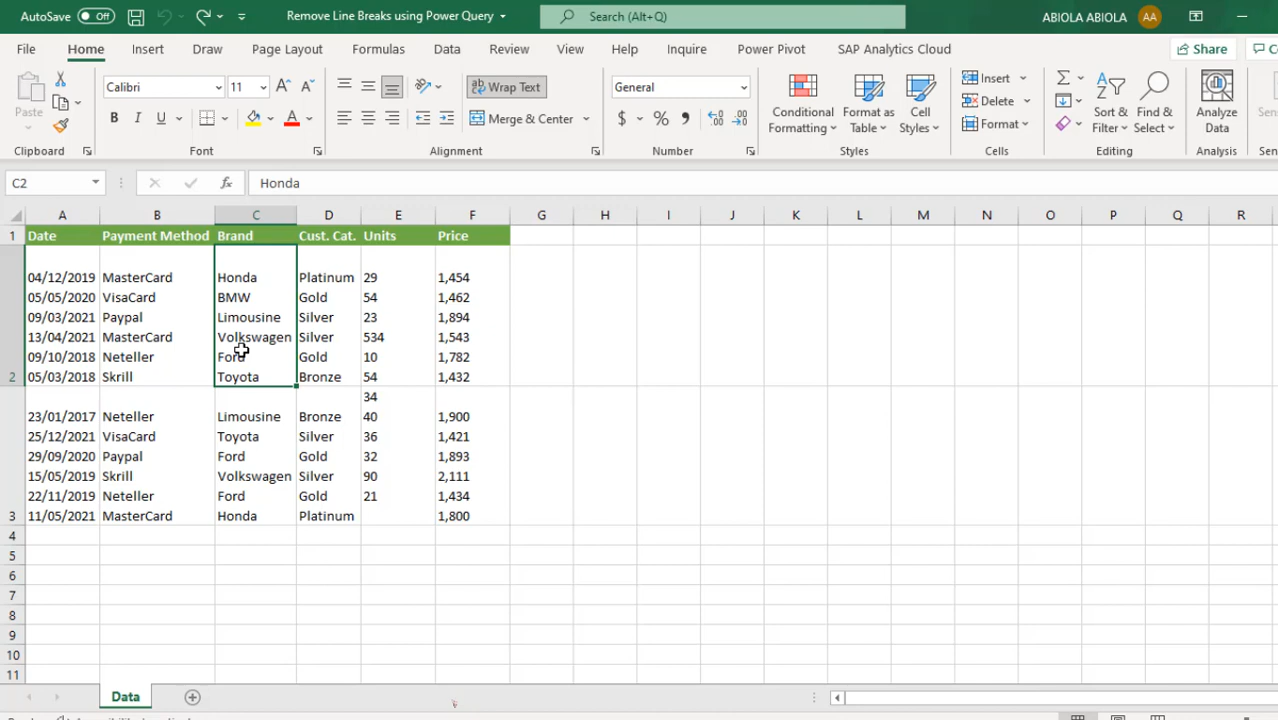 AutoSave Off Remove Line Breaks using Power Query Search (Alt+Q) ABIOLA ABIOLA AA
File Home Insert Draw Page Layout Formulas Data Review View Help Inquire Power Pivot SAP Analytics Cloud Share Co
Paste Calibri 11 Wrap Text General Conditional Formatting Format as Table Cell Styles Insert Sort & Filter Find & Select Analyze Data Sens
B I U A Merge & Center $ % Delete
Format
Clipboard Font Alignment Number Styles Cells Editing Analysis Sen
C2 fx Honda
A B C D E F G H I J K L M N O P Q R
1 Date Payment Method Brand Cust. Cat. Units Price
04/12/2019 MasterCard Honda Platinum 29 1,454
05/05/2020 VisaCard BMW Gold 54 1,462
09/03/2021 Paypal Limousine Silver 23 1,894
13/04/2021 MasterCard Volkswagen Silver 534 1,543
09/10/2018 Neteller Ford Gold 10 1,782
2 05/03/2018 Skrill Toyota Bronze 54 1,432
34
23/01/2017 Neteller Limousine Bronze 40 1,900
25/12/2021 VisaCard Toyota Silver 36 1,421
29/09/2020 Paypal Ford Gold 32 1,893
15/05/2019 Skrill Volkswagen Silver 90 2,111
22/11/2019 Neteller Ford Gold 21 1,434
3 11/05/2021 MasterCard Honda Platinum 1,800
4
5
6
7
8
9
10
11
Data